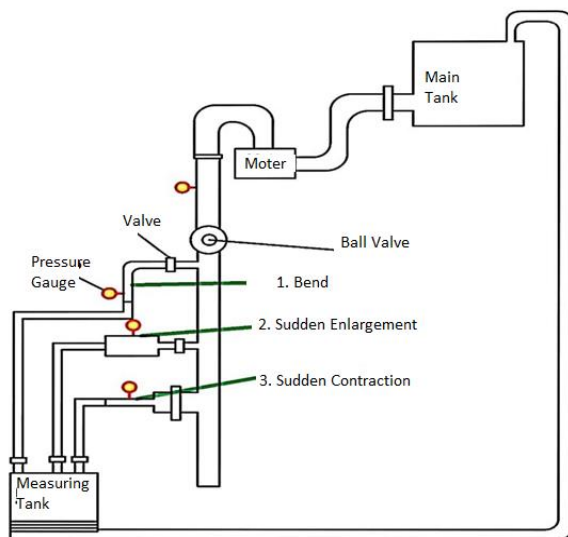 Main
Tank
Moter
Valve
Ball Valve
Pressure
Gauge
1. Bend
2. Sudden Enlargement
3. Sudden Contraction
Measuring
Tank